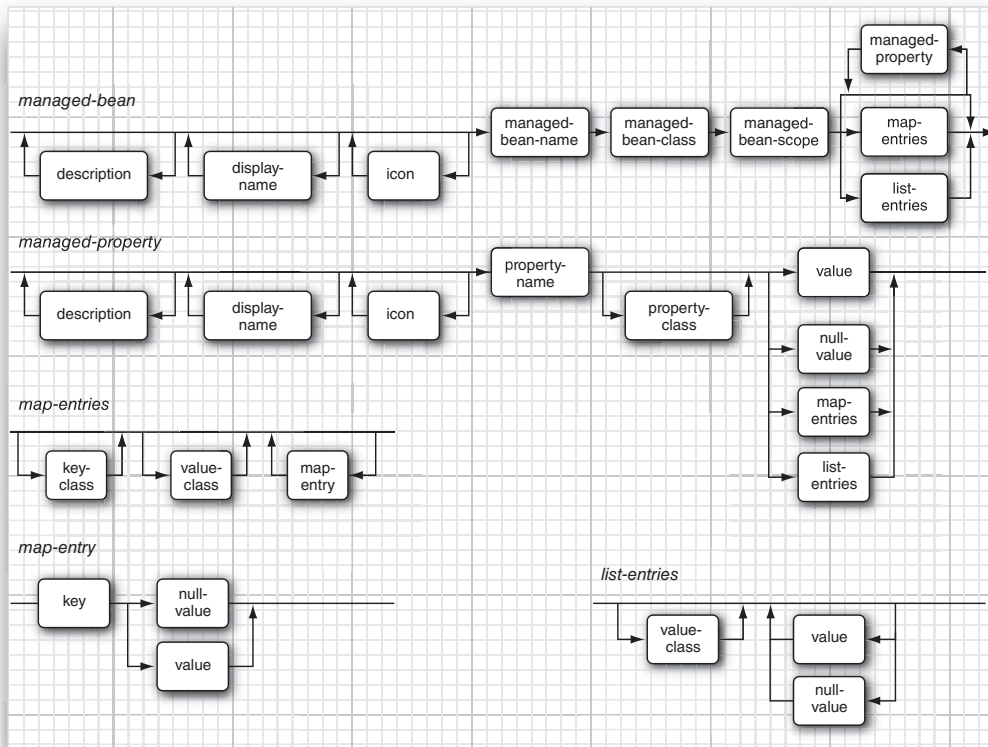 managed-
property
managed-bean
managed-
bean-name
managed-
bean-class
managed-
bean-scope
map-
entries
description
display-
name
icon
list-
entries
managed-property
property-
name
value
description
display-
name
icon
property-
class
null-
value
map-
entries
list-
entries
map-entries
key-
class
value-
class
map-
entry
map-entry
key
null-
value
value
list-entries
value-
class
value
null-
value